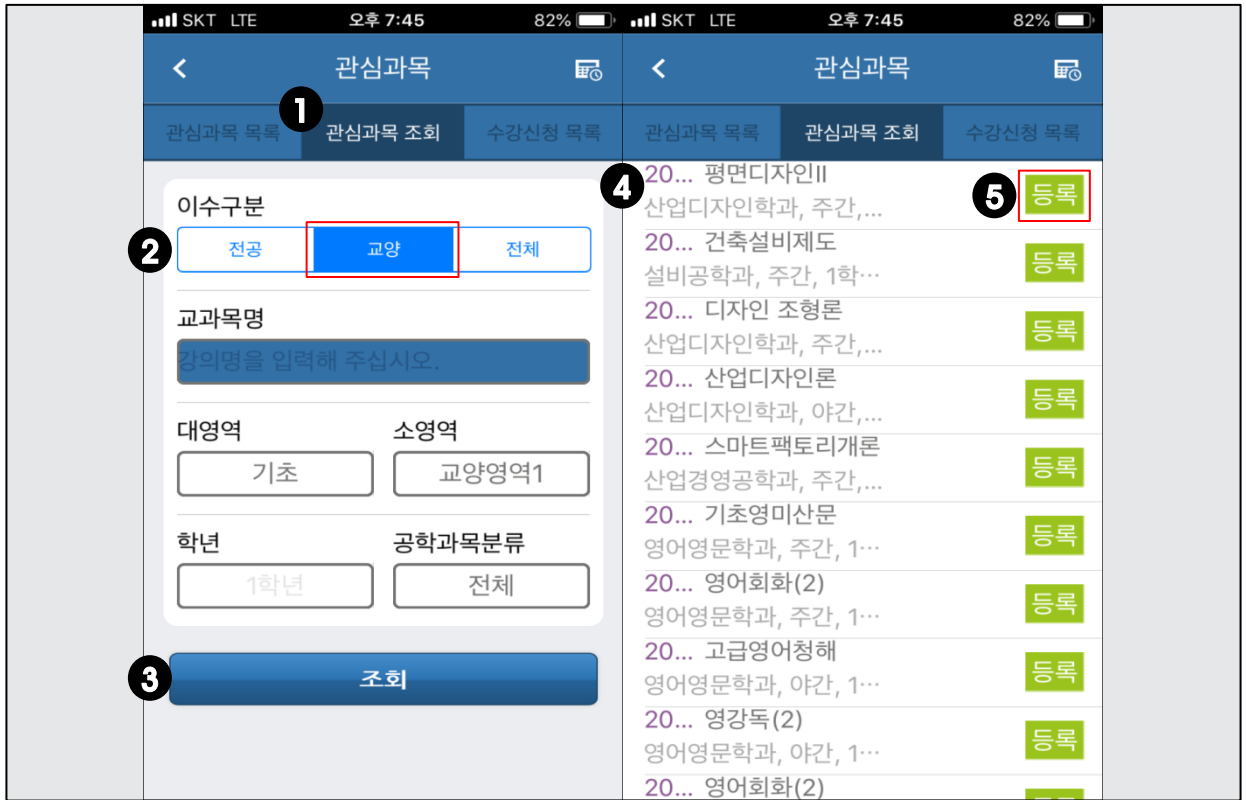 SKT LTE 오후 7:45 82%
관심과목
1
관심과목 목록 관심과목 조회 수강신청 목록
이수구분
2
전공 교양 전체
교과목명
강의명을 입력해 주십시오.
대영역 소영역
기초 교양영역1
학년 공학과목분류
1학년 전체
3
조회
SKT LTE 오후 7:45 82%
관심과목
관심과목 목록 관심과목 조회 수강신청 목록
4
20... 평면디자인II
산업디자인학과, 주간,...
5
등록
20... 건축설비제도
설비공학과, 주간, 1학…
등록
20... 디자인 조형론
산업디자인학과, 주간,...
등록
20... 산업디자인론
산업디자인학과, 야간,...
등록
20... 스마트팩토리개론
산업경영공학과, 주간,...
등록
20... 기초영미산문
영어영문학과, 주간, 1…
등록
20... 영어회화(2)
영어영문학과, 주간, 1…
등록
20... 고급영어청해
영어영문학과, 야간, 1…
등록
20... 영강독(2)
영어영문학과, 야간, 1…
등록
20... 영어회화(2)